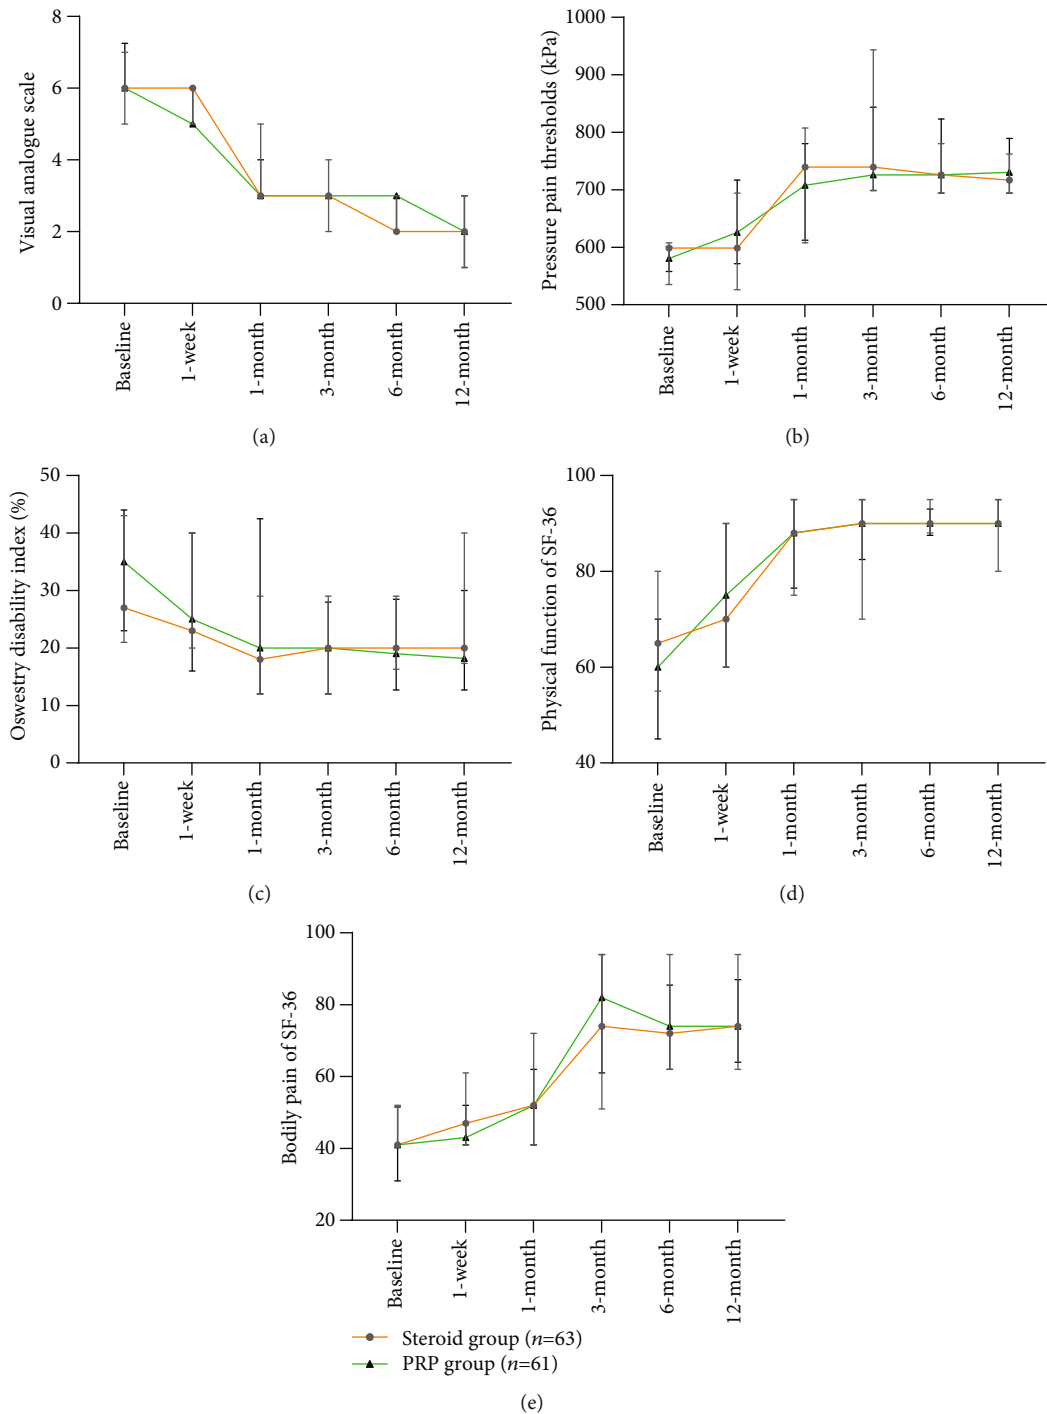 8
6
4
2
0
Visual analogue scale
Baseline
1-week
1-month
3-month
6-month
12-month
(a)
1000
900
800
700
600
500
Pressure pain thresholds (kPa)
Baseline
1-week
1-month
3-month
6-month
12-month
(b)
50
40
30
20
10
0
Oswestry disability index (%)
Baseline
1-week
1-month
3-month
6-month
12-month
(c)
100
80
60
40
Physical function of SF-36
Baseline
1-week
1-month
3-month
6-month
12-month
(d)
100
80
60
40
20
Bodily pain of SF-36
Baseline
1-week
1-month
3-month
6-month
12-month
Steroid group (n=63)
PRP group (n=61)
(e)